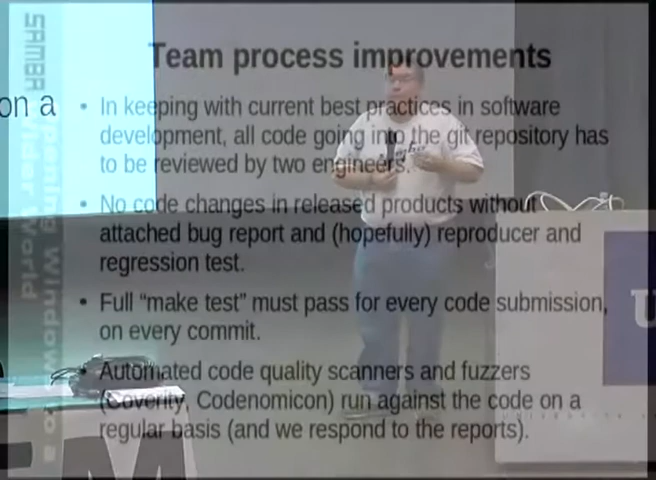 Team process improvements
on a
• In keeping with current best practices in software
development, all code going into the git repository has
to be reviewed by two engineers.
• No code changes in released products without
attached bug report and (hopefully) reproducer and
regression test.
• Full “make test” must pass for every code submission,
on every commit.
• Automated code quality scanners and fuzzers
(Coverity, Codenomicon) run against the code on a
regular basis (and we respond to the reports).
SAMBA
Opening Windows to a
Wider World